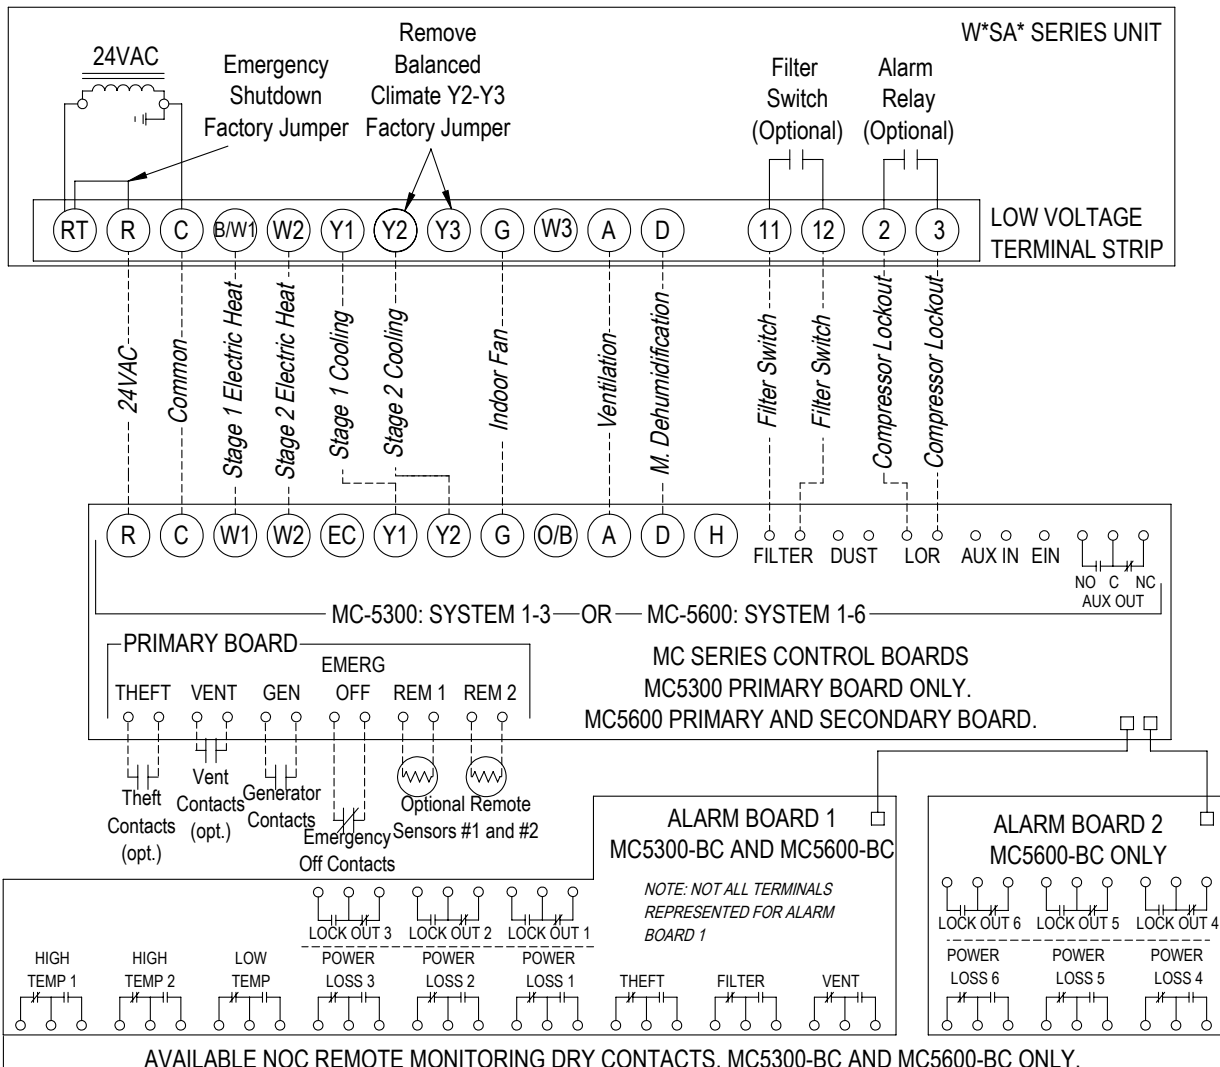 W*SA* SERIES UNIT
24VAC
Emergency
Shutdown
Factory Jumper
Remove
Balanced
Climate Y2-Y3
Factory Jumper
Filter
Switch
(Optional)
Alarm
Relay
(Optional)
RT R C B/W1 W2 Y1 Y2 Y3 G W3 A D 11 12 2 3
LOW VOLTAGE
TERMINAL STRIP
24VAC
Common
Stage 1 Electric Heat
Stage 2 Electric Heat
Stage 1 Cooling
Stage 2 Cooling
Indoor Fan
Ventilation
M. Dehumidification
Filter Switch
Filter Switch
Compressor Lockout
Compressor Lockout
R C W1 W2 EC Y1 Y2 G O/B A D H
FILTER DUST LOR AUX IN EIN
NO C NC
AUX OUT
MC-5300: SYSTEM 1-3 OR MC-5600: SYSTEM 1-6
PRIMARY BOARD
MC SERIES CONTROL BOARDS
MC5300 PRIMARY BOARD ONLY.
MC5600 PRIMARY AND SECONDARY BOARD.
EMERG
THEFT VENT GEN OFF REM 1 REM 2
Theft
Contacts
(opt.)
Vent
Contacts
(opt.)
Generator
Contacts
Emergency
Off Contacts
Optional Remote
Sensors #1 and #2
ALARM BOARD 1
MC5300-BC AND MC5600-BC
NOTE: NOT ALL TERMINALS
REPRESENTED FOR ALARM
BOARD 1
ALARM BOARD 2
MC5600-BC ONLY
LOCK OUT 3 LOCK OUT 2 LOCK OUT 1
LOCK OUT 6 LOCK OUT 5 LOCK OUT 4
HIGH
TEMP 1
HIGH
TEMP 2
LOW
TEMP
POWER
LOSS 3
POWER
LOSS 2
POWER
LOSS 1
THEFT
FILTER
VENT
POWER
LOSS 6
POWER
LOSS 5
POWER
LOSS 4
AVAILABLE NOC REMOTE MONITORING DRY CONTACTS. MC5300-BC AND MC5600-BC ONLY.